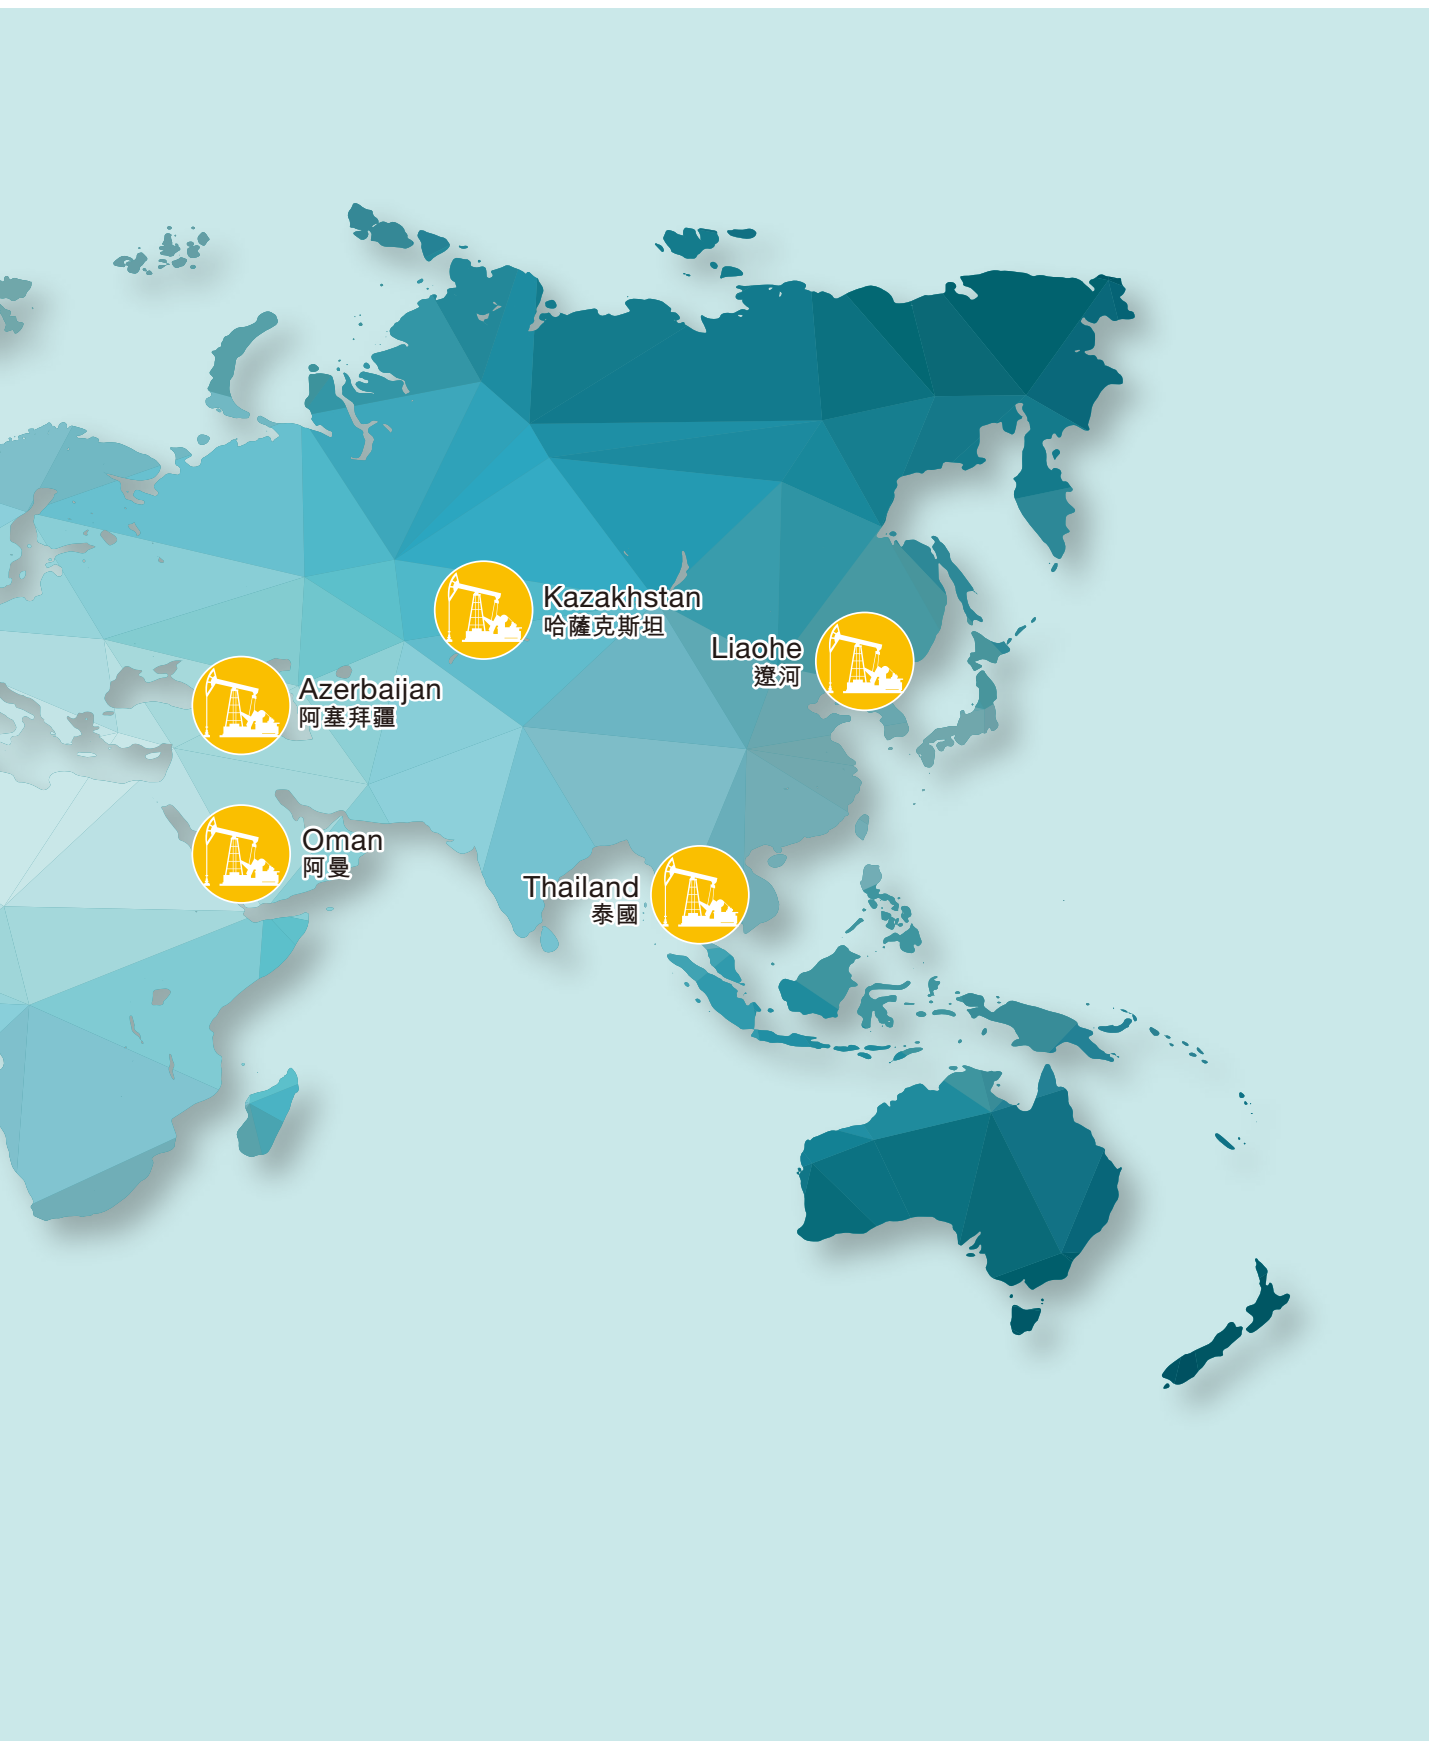 Kazakhstan
哈薩克斯坦
Liaohe
遼河
Azerbaijan
阿塞拜疆
Oman
阿曼
Thailand
泰國